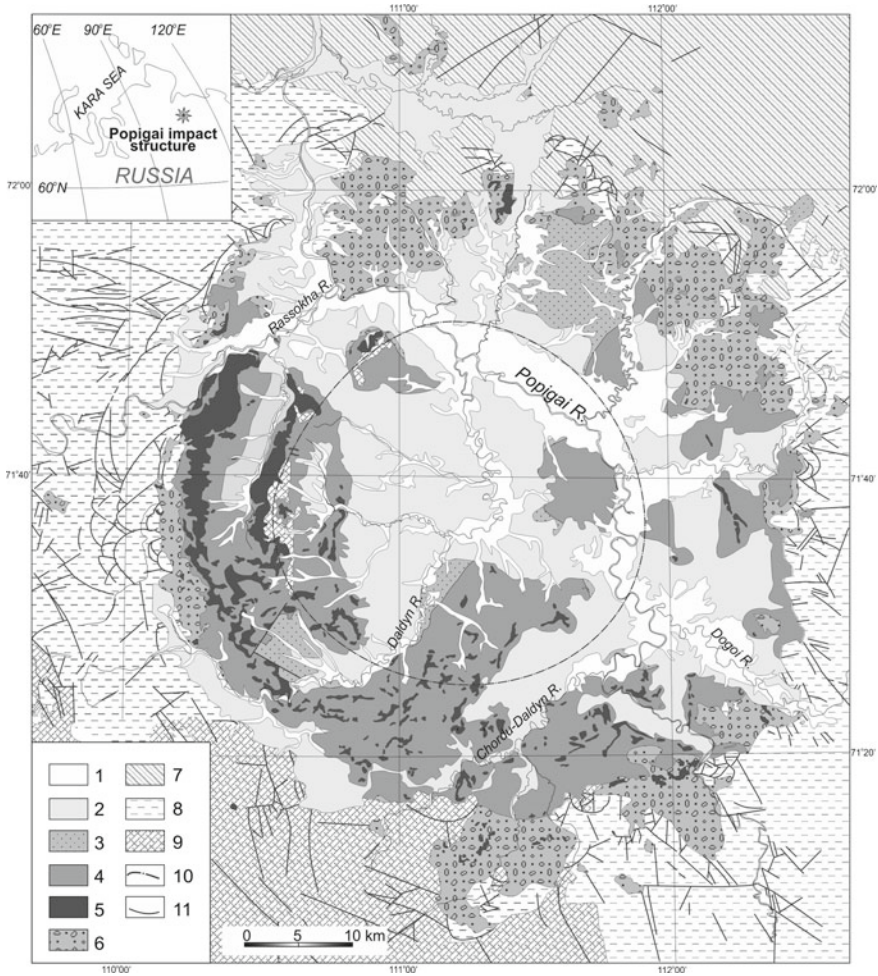 111°00'
112°00'
60°E
90°E
120°E
KARA SEA
Popigai impact
structure
RUSSIA
60°N
72°00'
72°00'
Rassokha R.
Popigai R.
71°40'
71°40'
Daldyn R.
Dogoi R.
Chordu-Daldyn R.
71°20'
1
7
2
8
3
9
4
10
5
11
6
0
5
10 km
110°00'
111°00'
112°00'